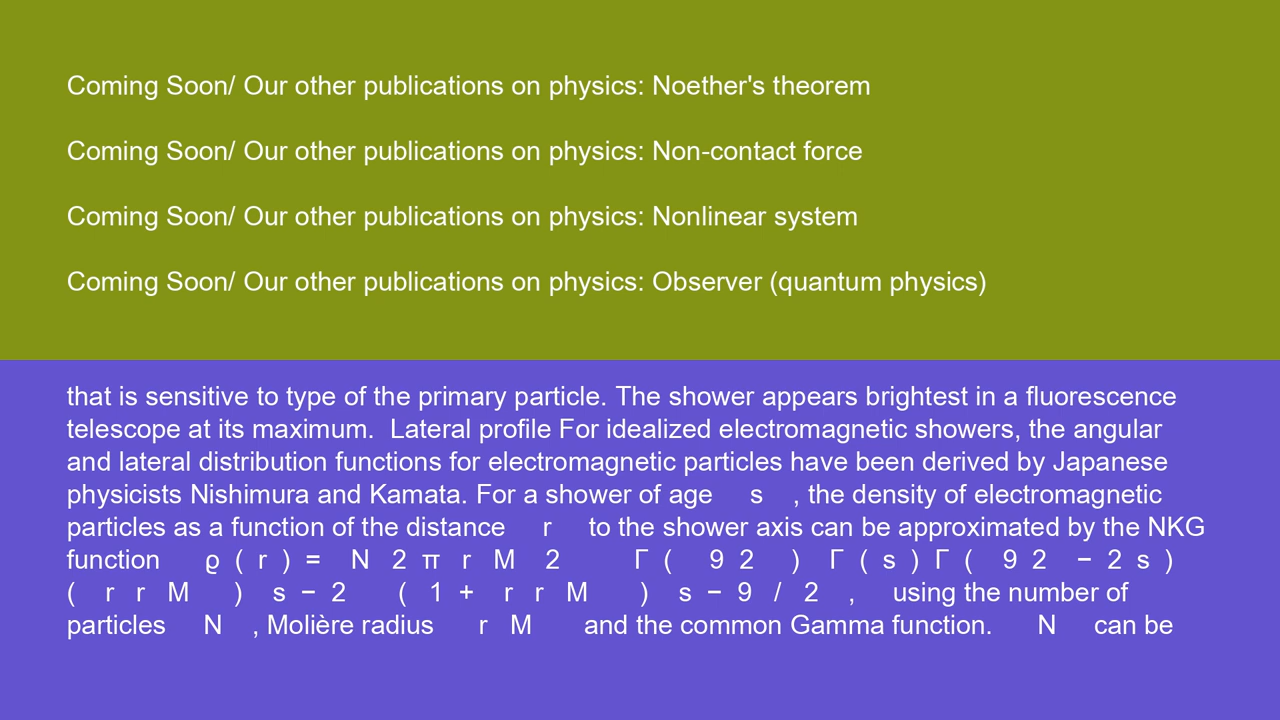 Coming Soon/ Our other publications on physics: Noether's theorem
Coming Soon/ Our other publications on physics: Non-contact force
Coming Soon/ Our other publications on physics: Nonlinear system
Coming Soon/ Our other publications on physics: Observer (quantum physics)
that is sensitive to type of the primary particle. The shower appears brightest in a fluorescence
telescope at its maximum.  Lateral profile For idealized electromagnetic showers, the angular
and lateral distribution functions for electromagnetic particles have been derived by Japanese
physicists Nishimura and Kamata. For a shower of age s , the density of electromagnetic
particles as a function of the distance r to the shower axis can be approximated by the NKG
function ϱ ( r ) = N 2 π r M 2 Γ ( 9 2 ) Γ ( s ) Γ ( 9 2 − 2 s )
( r r M ) s − 2 ( 1 + r r M ) s − 9 / 2 , using the number of
particles N , Molière radius r M and the common Gamma function. N can be